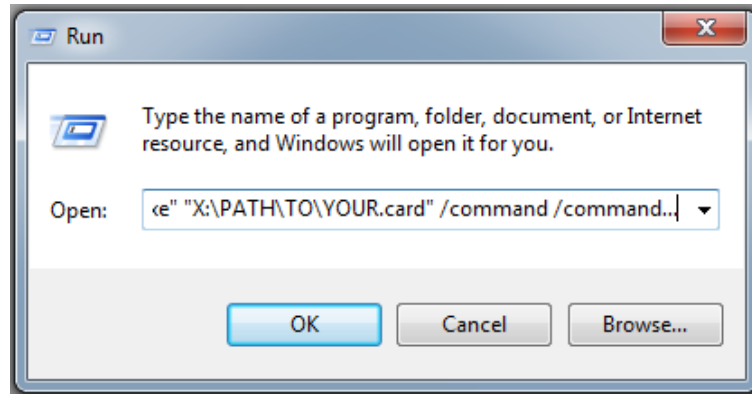 Run
Type the name of a program, folder, document, or Internet
resource, and Windows will open it for you.
Open: xe" "X:\PATH\TO\YOUR.card" /command /command...
OK Cancel Browse...